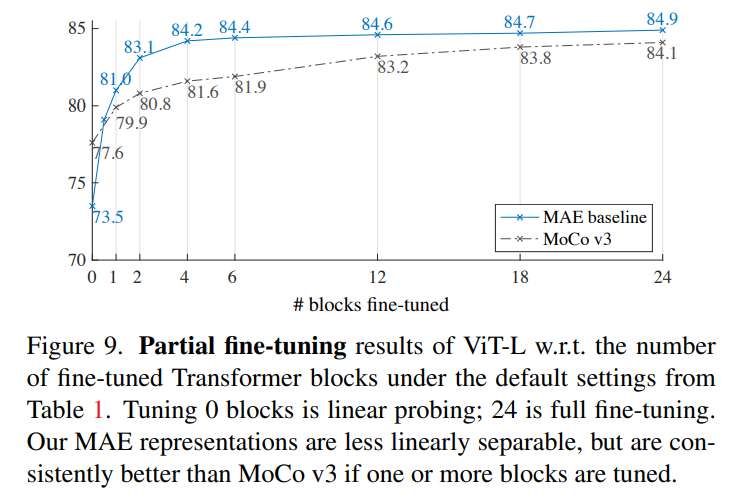 85
80
75
70
84.2 84.4 84.6 84.7 84.9
83.1
81.0
73.5
77.6
79.9
80.8
81.6 81.9
83.2
83.8
84.1
MAE baseline
MoCo v3
0 1 2 4 6 12 18 24
# blocks fine-tuned
Figure 9. Partial fine-tuning results of ViT-L w.r.t. the number
of fine-tuned Transformer blocks under the default settings from
Table 1. Tuning 0 blocks is linear probing; 24 is full fine-tuning.
Our MAE representations are less linearly separable, but are con-
sistently better than MoCo v3 if one or more blocks are tuned.